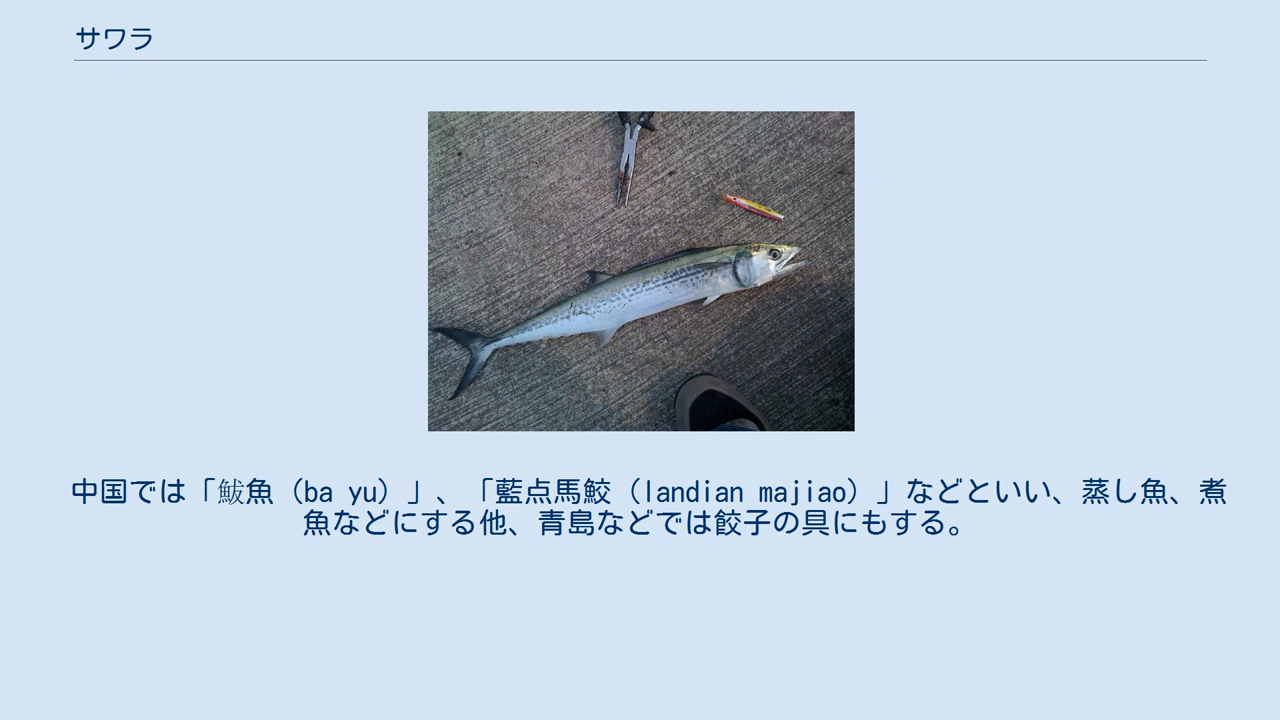 サワラ
中国では「鲅魚（ba yu）」、「藍点馬鮫（landian majiao）」などといい、蒸し魚、煮
魚などにする他、青島などでは餃子の具にもする。